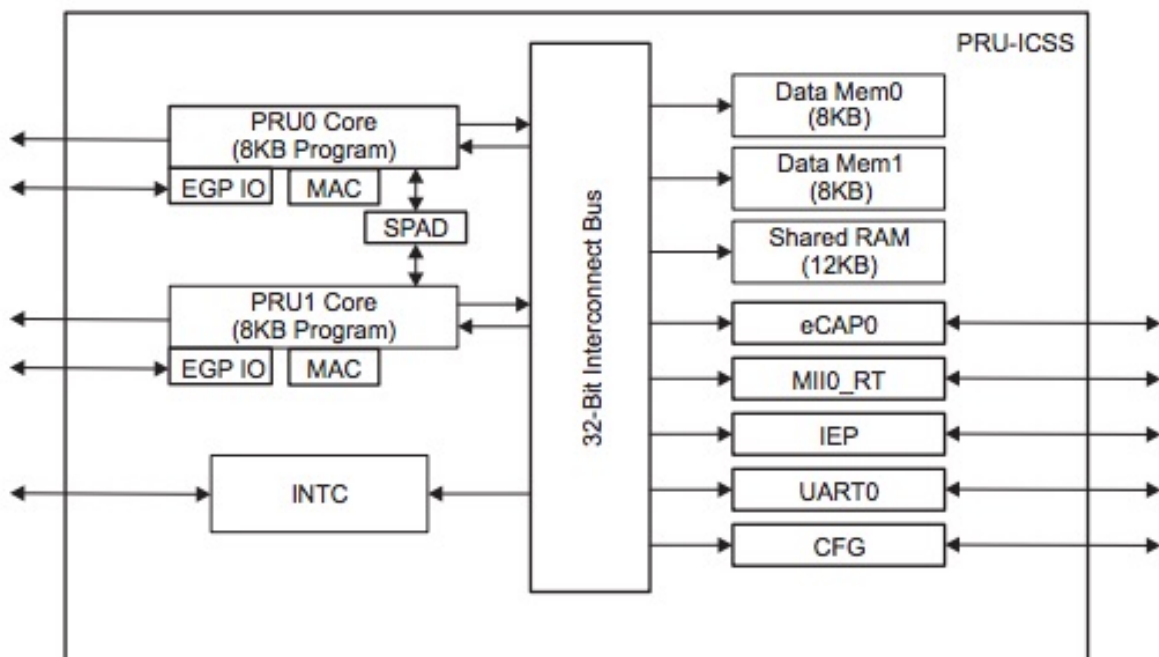 PRU-ICSS
PRU0 Core
(8KB Program)
EGP IO
MAC
SPAD
PRU1 Core
(8KB Program)
EGP IO
MAC
INTC
32-Bit Interconnect Bus
Data Mem0
(8KB)
Data Mem1
(8KB)
Shared RAM
(12KB)
eCAP0
MII0_RT
IEP
UART0
CFG